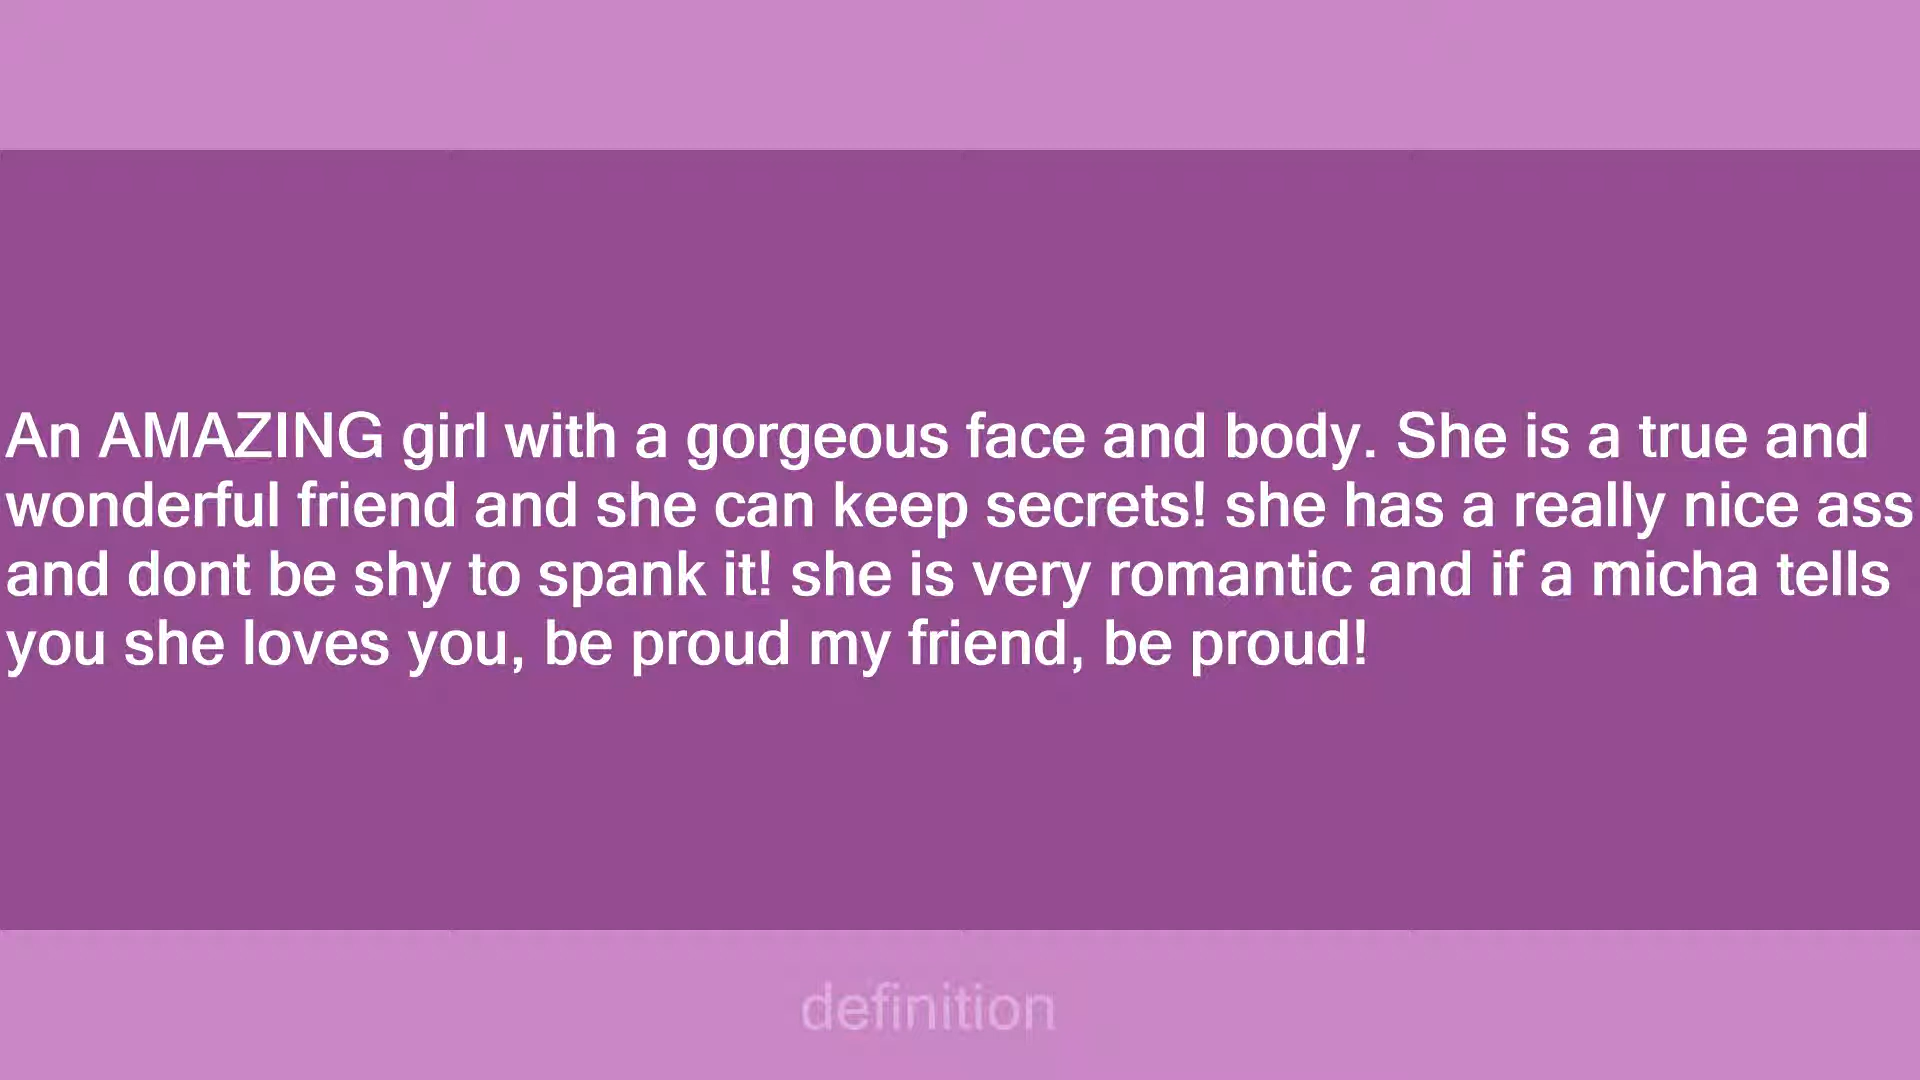 An AMAZING girl with a gorgeous face and body. She is a true and
wonderful friend and she can keep secrets! she has a really nice ass
and dont be shy to spank it! she is very romantic and if a micha tells
you she loves you, be proud my friend, be proud!
definition